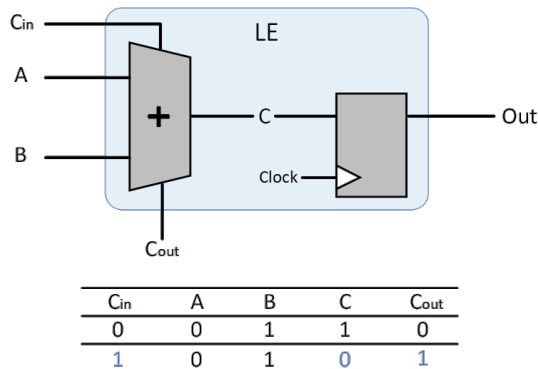 Cin
LE
A
+
C
Out
B
Clock
Cout
Cin A B C Cout
0 0 1 1 0
1 0 1 0 1